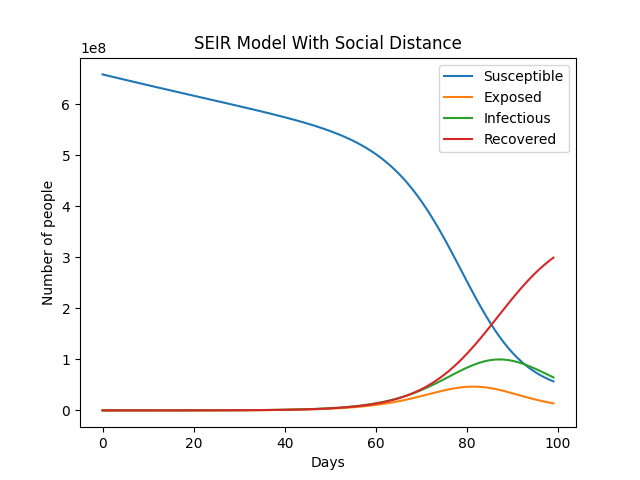 SEIR Model With Social Distance
1e8
Susceptible
Exposed
Infectious
Recovered
6
5
4
3
2
1
0
Number of people
0 20 40 60 80 100
Days